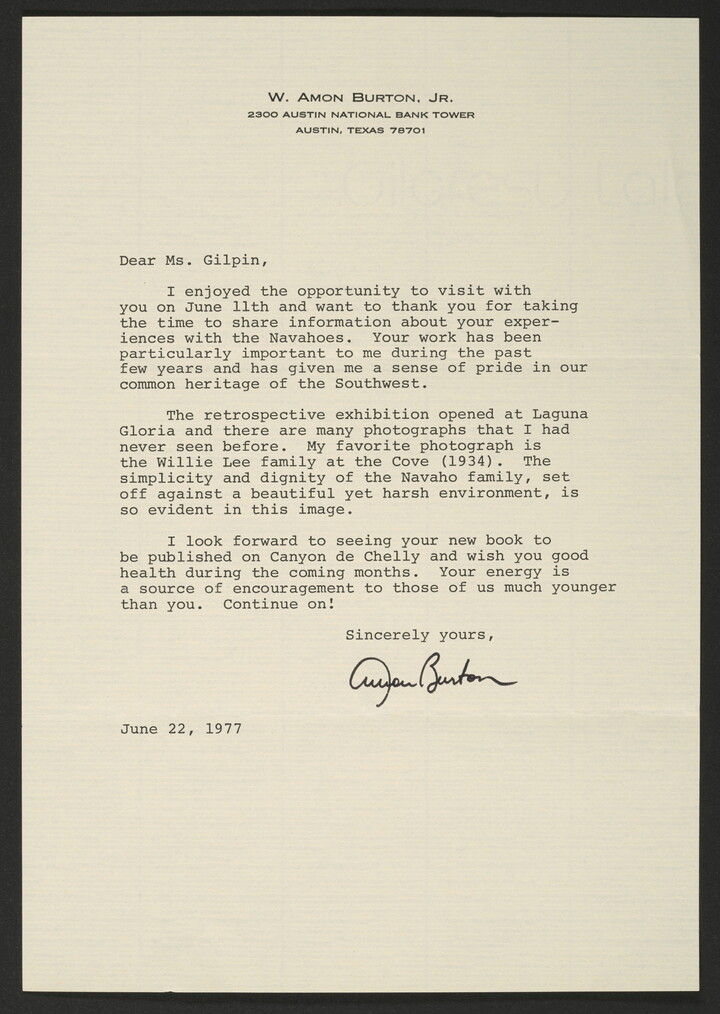 W. AMON BURTON, JR.
2300 AUSTIN NATIONAL BANK TOWER
AUSTIN, TEXAS 78701
Dear Ms. Gilpin,
I enjoyed the opportunity to visit with
you on June 11th and want to thank you for taking
the time to share information about your exper-
iences with the Navahoes. Your work has been
particularly important to me during the past
few years and has given me a sense of pride in our
common heritage of the Southwest.
The retrospective exhibition opened at Laguna
Gloria and there are many photographs that I had
never seen before. My favorite photograph is
the Willie Lee family at the Cove (1934). The
simplicity and dignity of the Navaho family, set
off against a beautiful yet harsh environment, is
so evident in this image.
I look forward to seeing your new book to
be published on Canyon de Chelly and wish you good
health during the coming months. Your energy is
a source of encouragement to those of us much younger
than you. Continue on!
Sincerely yours,
Amon Burton
June 22, 1977